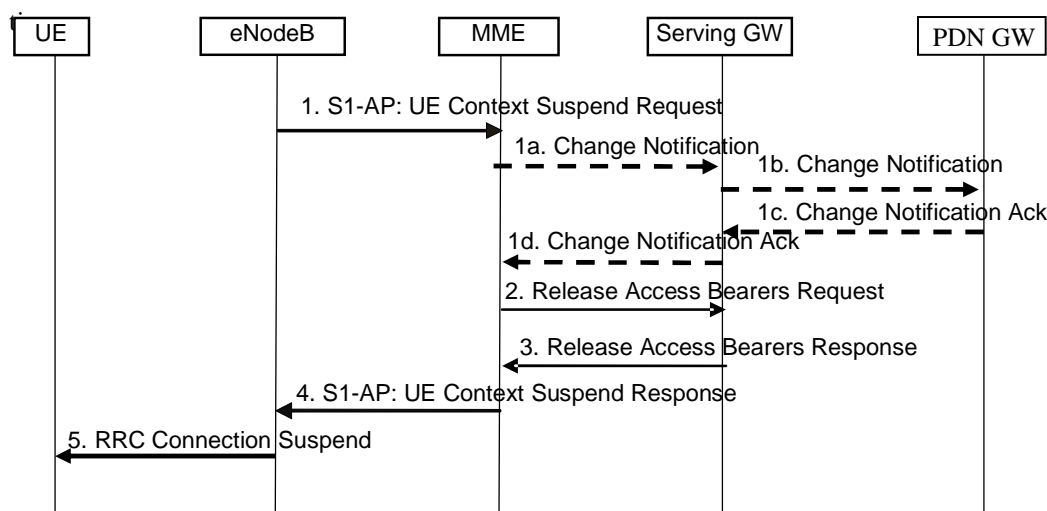 UE eNodeB MME Serving GW PDN GW
1. S1-AP: UE Context Suspend Request
1a. Change Notification
1b. Change Notification
1c. Change Notification Ack
1d. Change Notification Ack
2. Release Access Bearers Request
3. Release Access Bearers Response
4. S1-AP: UE Context Suspend Response
5. RRC Connection Suspend